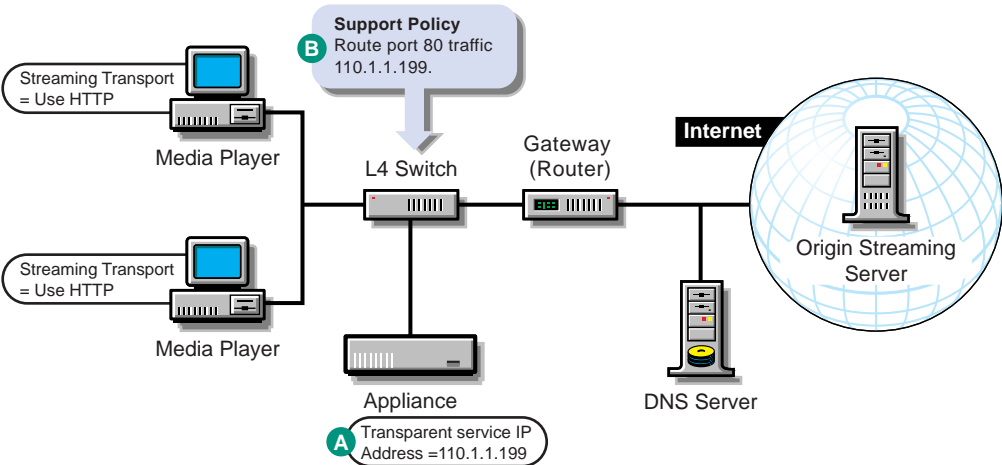 Support Policy
B
Route port 80 traffic
110.1.1.199.
Streaming Transport
= Use HTTP
Media Player
L4 Switch
Gateway
(Router)
Internet
Origin Streaming
Server
Streaming Transport
= Use HTTP
Media Player
Appliance
DNS Server
A
Transparent service IP
Address =110.1.1.199